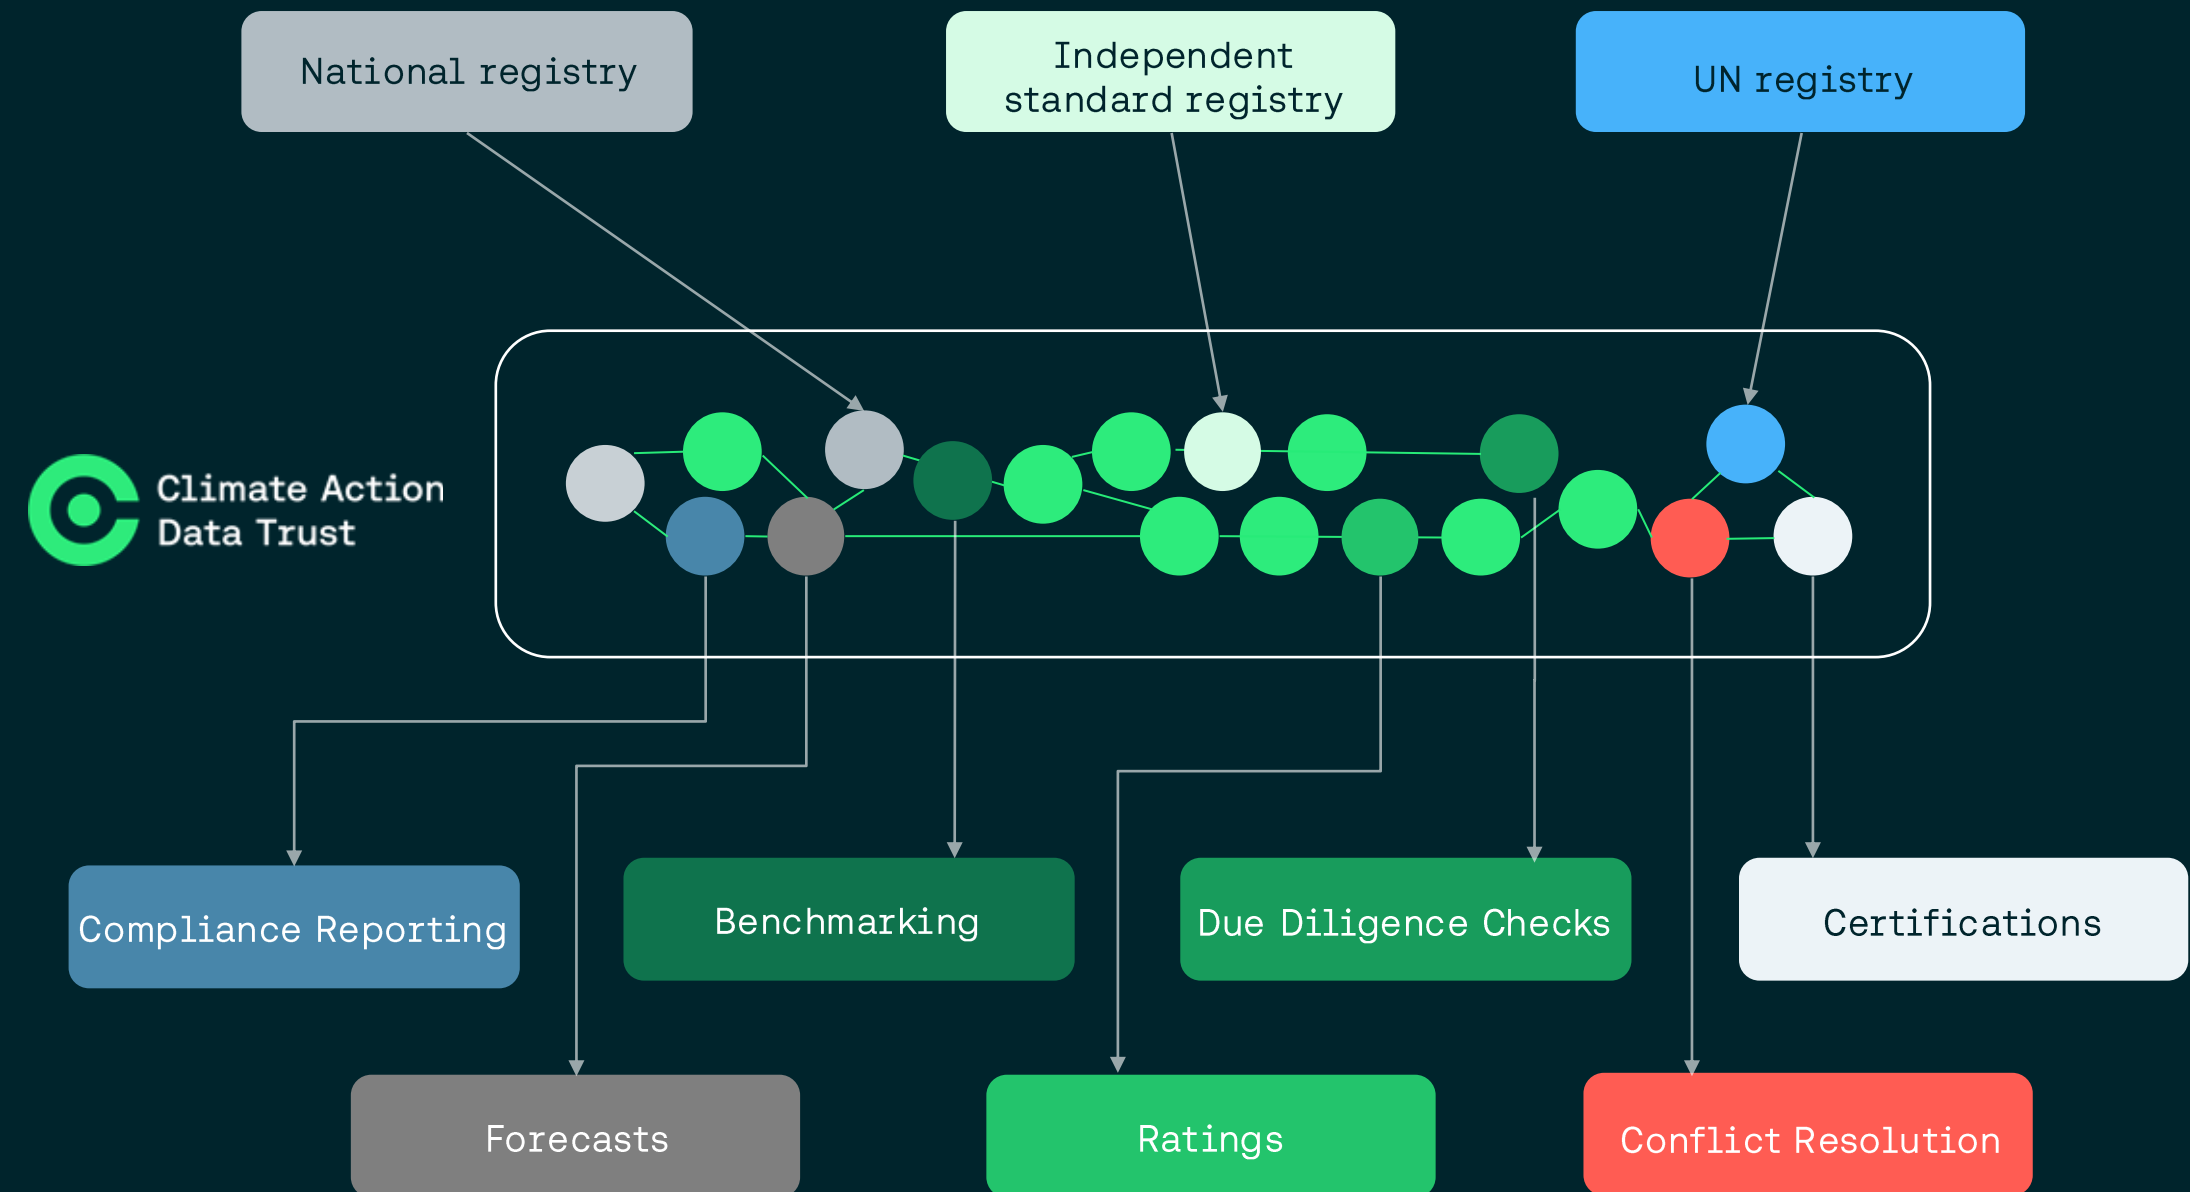 National registry
Independent
standard registry
UN registry
Climate Action
Data Trust
Compliance Reporting
Benchmarking
Due Diligence Checks
Certifications
Forecasts
Ratings
Conflict Resolution